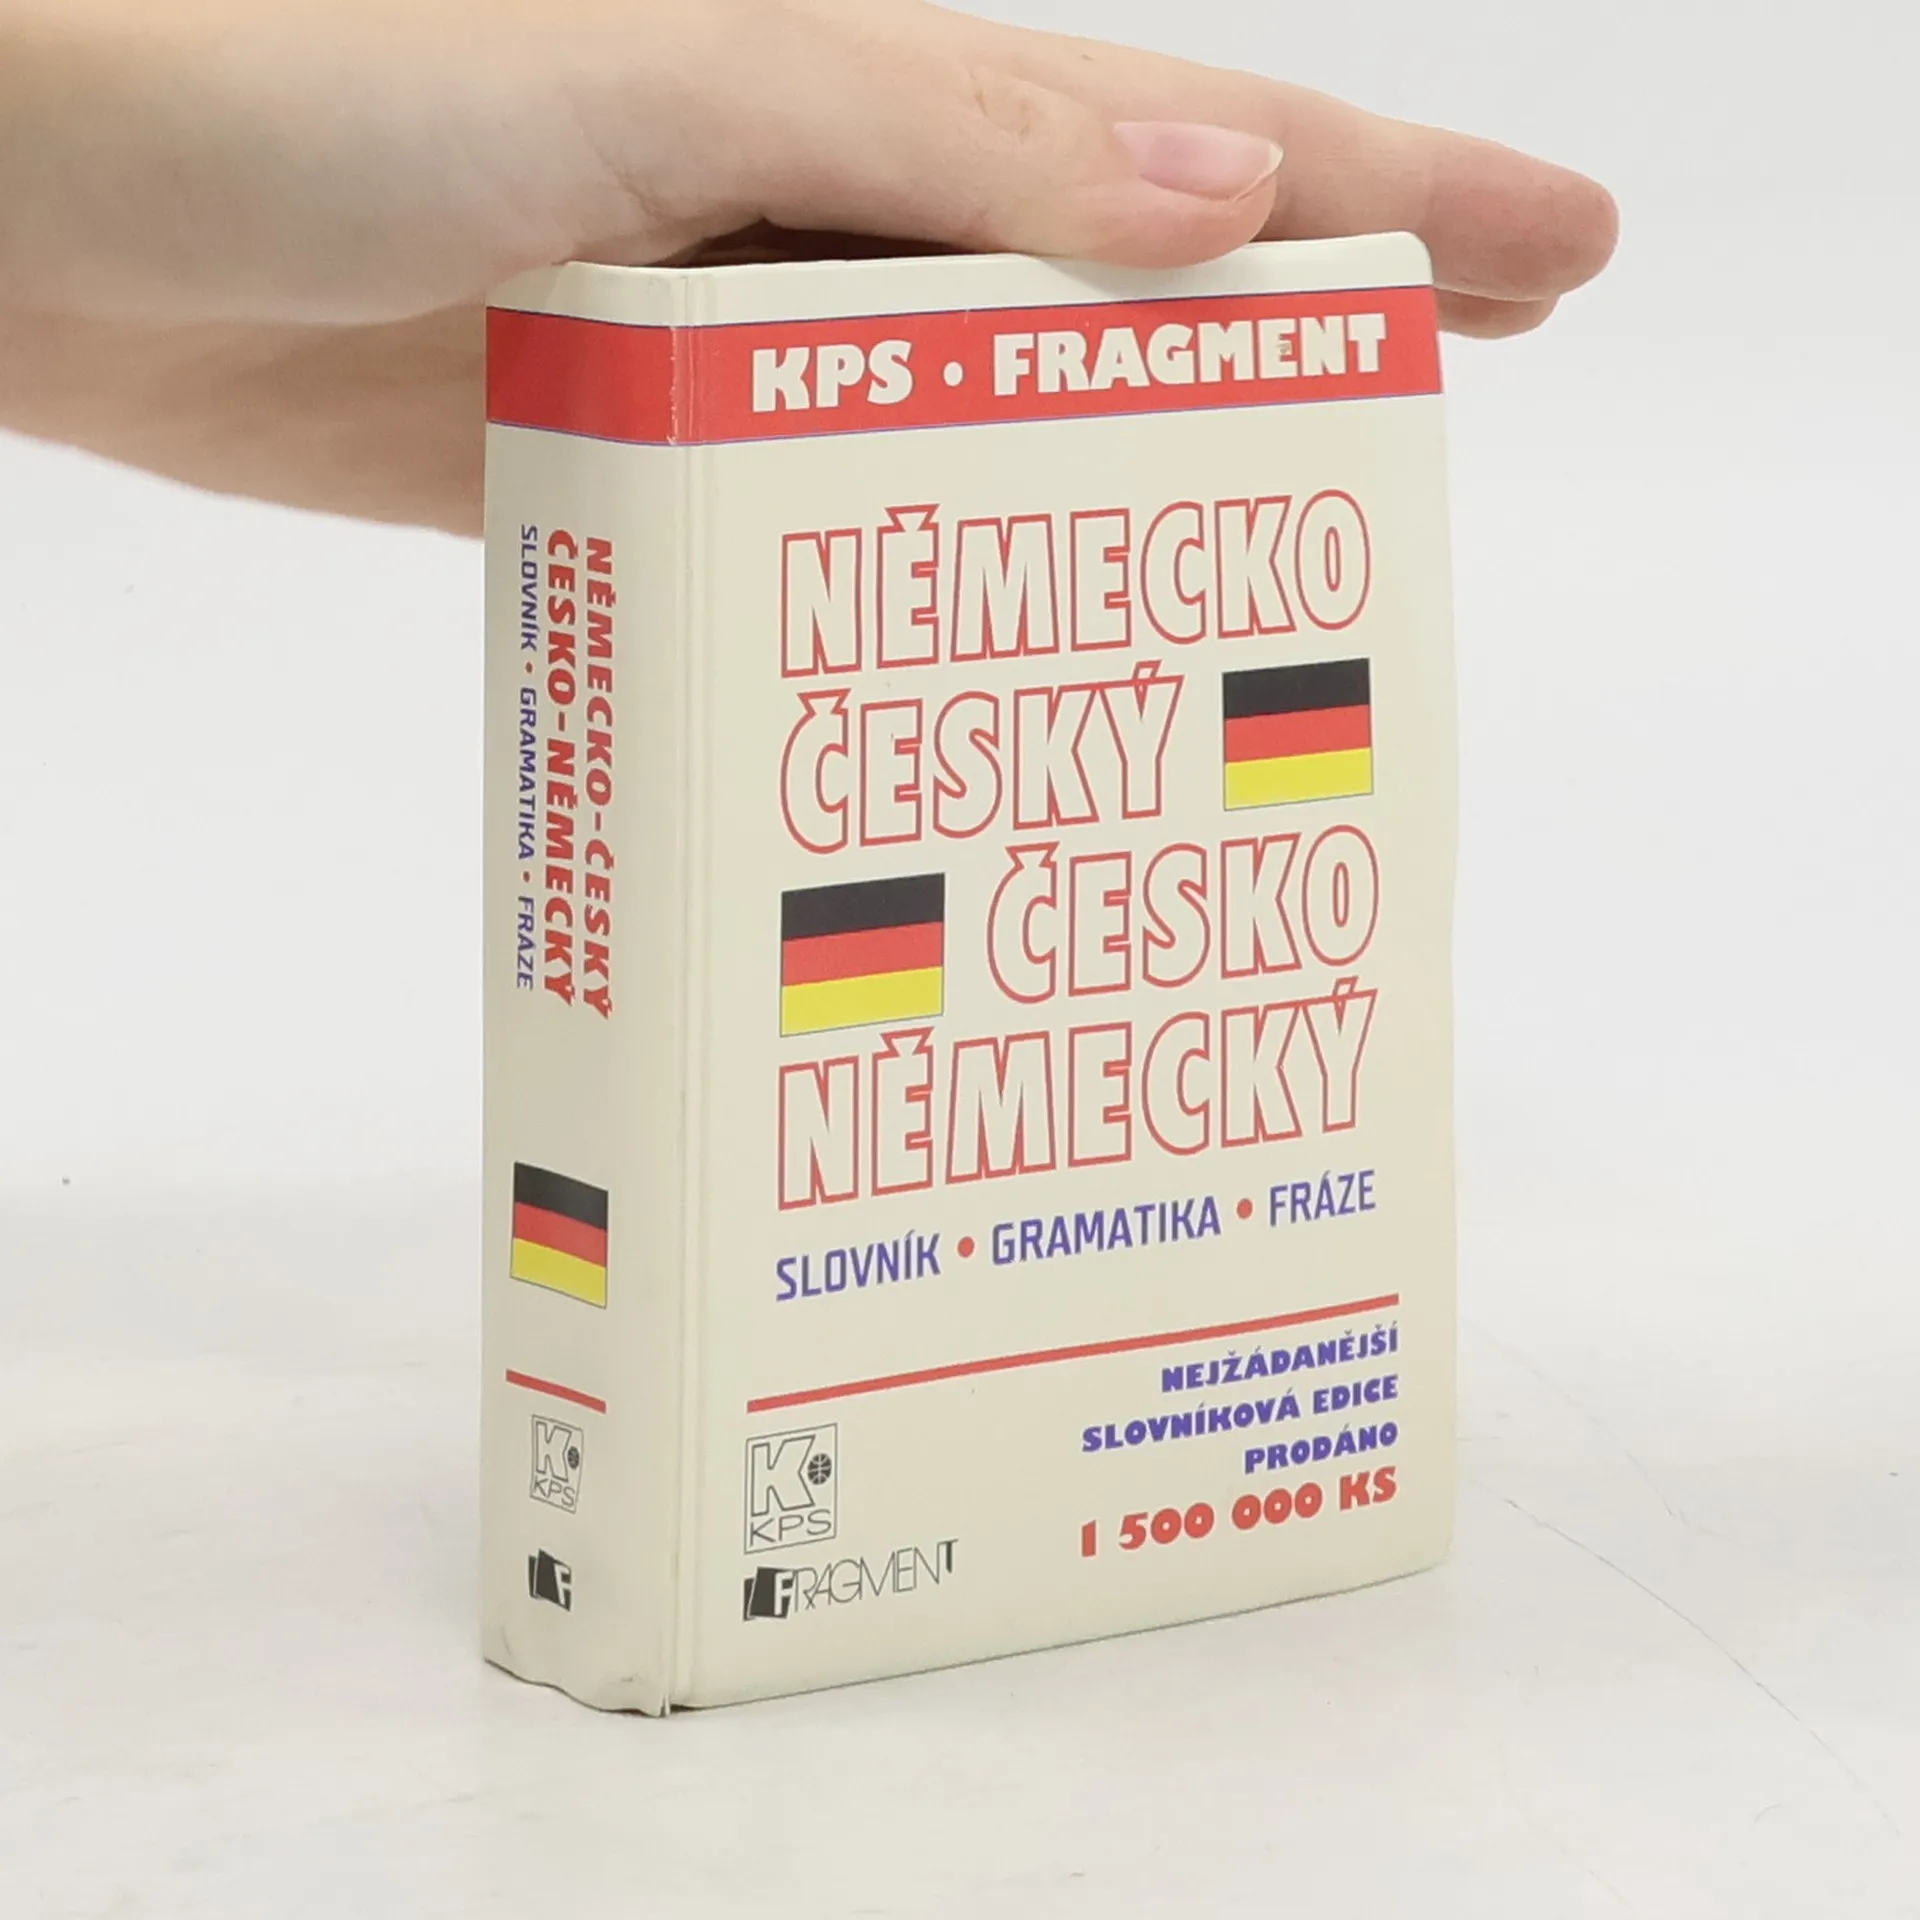 KPS • FRAGMENT
NĚMECKO
ČESKÝ
ČESKO
NĚMECKÝ
SLOVNÍK • GRAMATIKA • FRÁZE
NEJŽÁDANĚJŠÍ
SLOVNÍKOVÁ EDICE
PRODÁNO
1 500 000 KS
K
KPS
FRAGMENT
NĚMECKO-ČESKÝ
ČESKO-NĚMECKÝ
SLOVNÍK • GRAMATIKA • FRÁZE
K
KPS
F